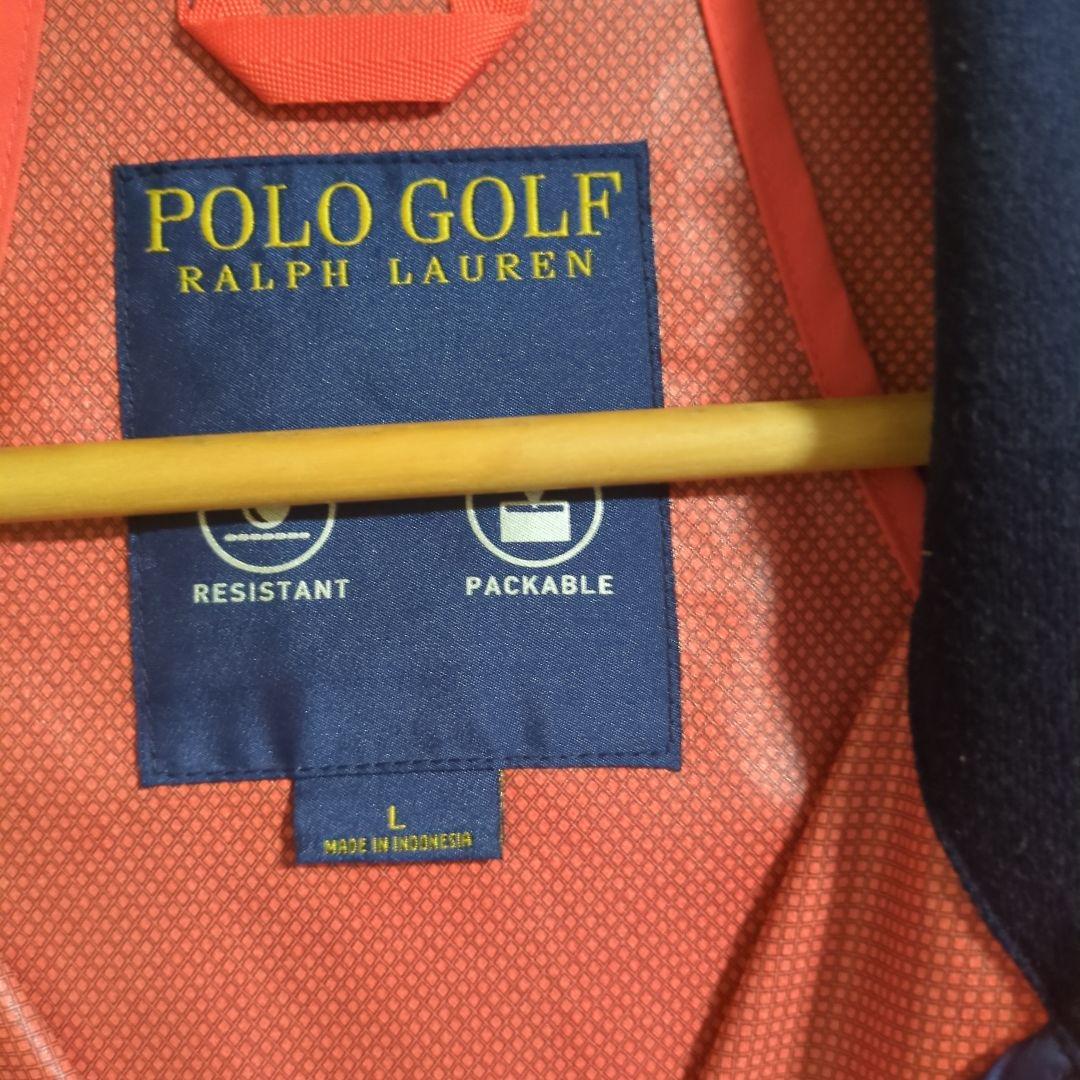 POLO GOLF
RALPH LAUREN
RESISTANT
PACKABLE
L
MADE IN INDONESIA